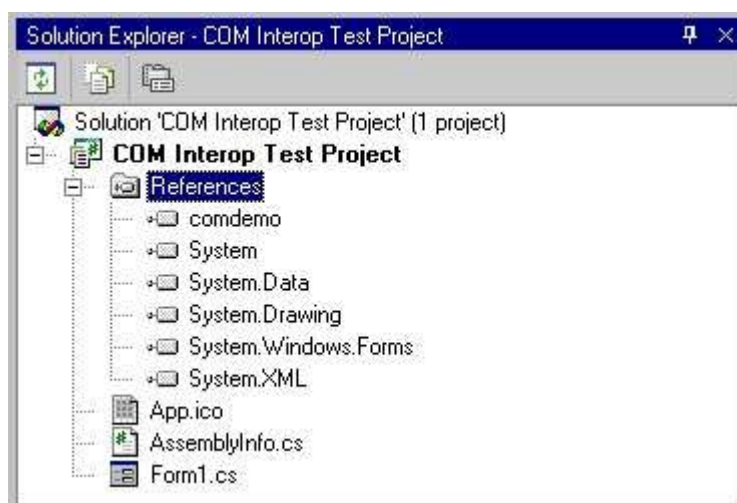 Solution Explorer - COM Interop Test Project
Solution 'COM Interop Test Project' (1 project)
COM Interop Test Project
References
comdemo
System
System.Data
System.Drawing
System.Windows.Forms
System.XML
App.ico
AssemblyInfo.cs
Form1.cs